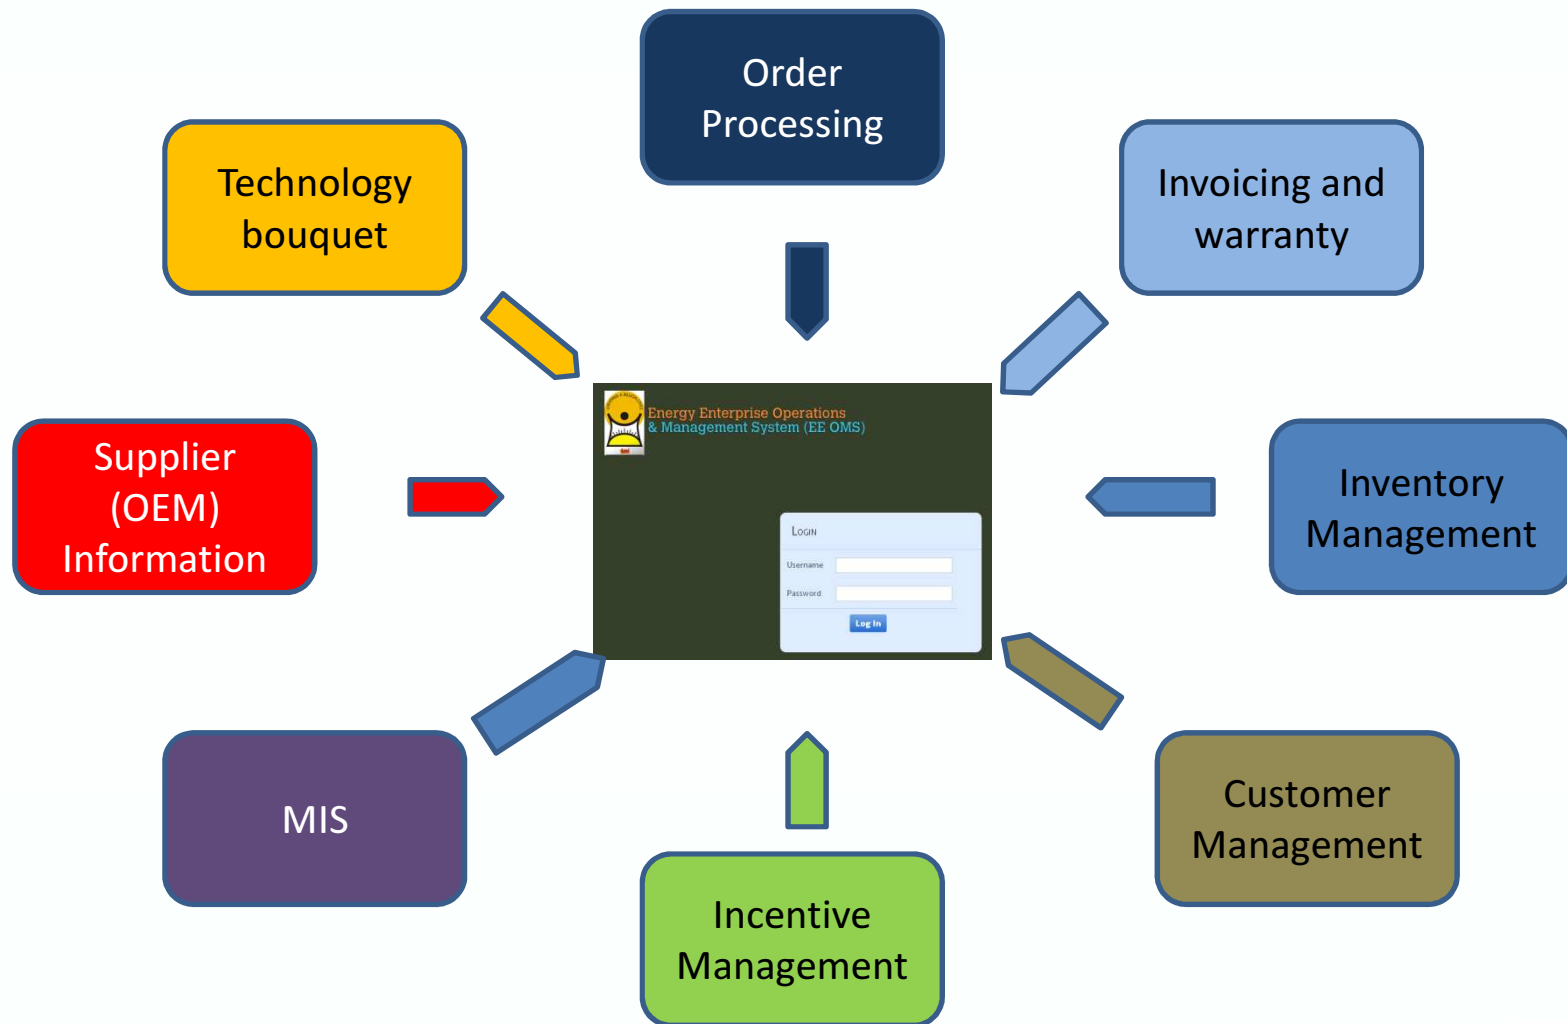 Order
Processing
Technology
bouquet
Invoicing and
warranty
Energy Enterprise Operations
& Management System (EE OMS)
Supplier
(OEM)
Information
Inventory
Management
Login
Username
Password
Log In
MIS
Customer
Management
Incentive
Management